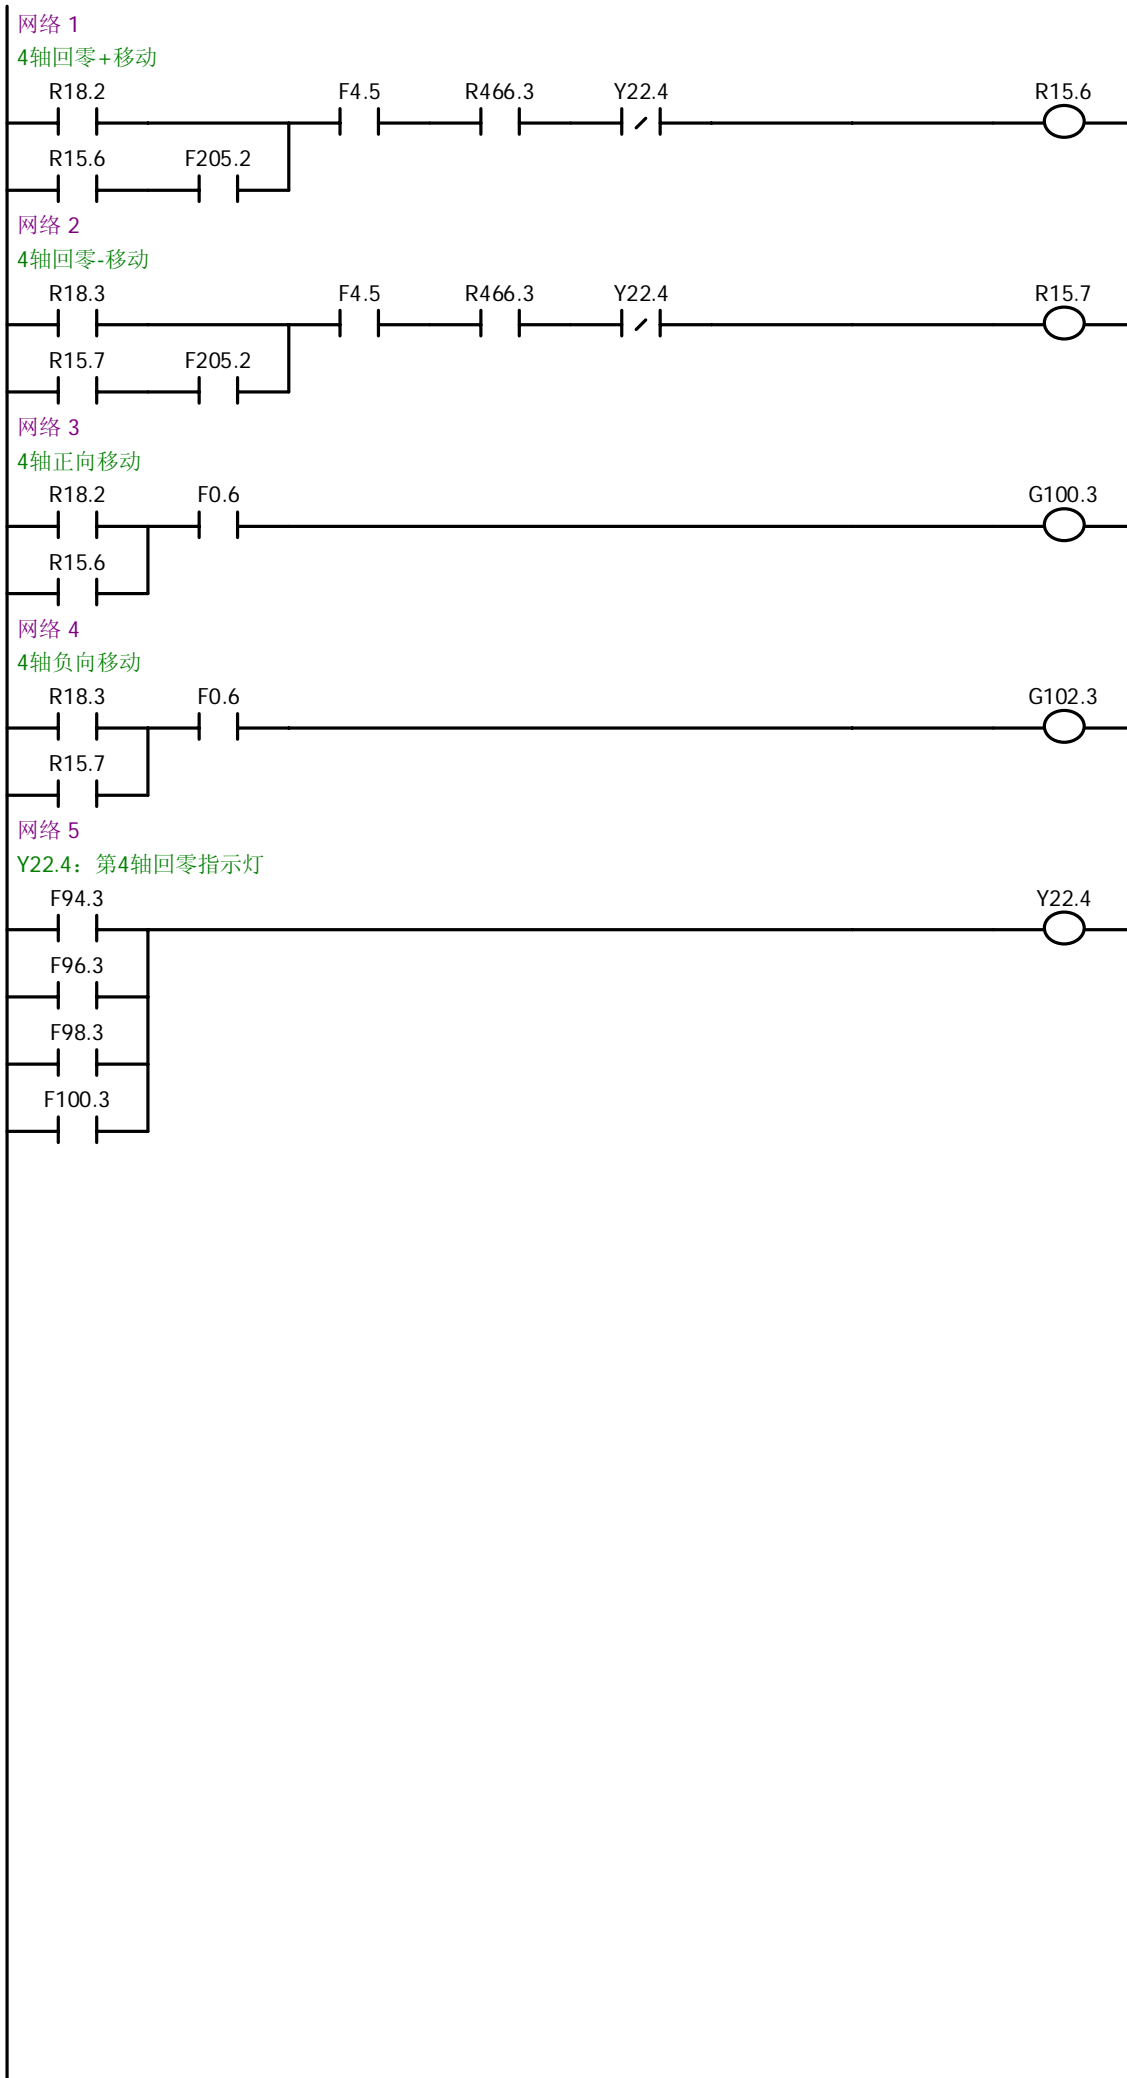 网络 1
4轴回零+移动
R18.2 F4.5 R466.3 Y22.4 R15.6
R15.6 F205.2
网络 2
4轴回零-移动
R18.3 F4.5 R466.3 Y22.4 R15.7
R15.7 F205.2
网络 3
4轴正向移动
R18.2 F0.6 G100.3
R15.6
网络 4
4轴负向移动
R18.3 F0.6 G102.3
R15.7
网络 5
Y22.4：第4轴回零指示灯
F94.3 Y22.4
F96.3
F98.3
F100.3